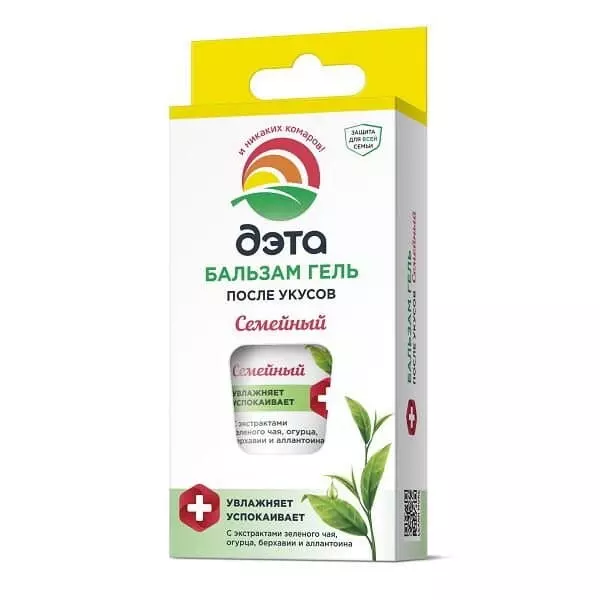 и никаких комаров!
ЗАЩИТА
ДЛЯ ВСЕЙ
СЕМЬИ
дэта
БАЛЬЗАМ ГЕЛЬ
ПОСЛЕ УКУСОВ
Семейный
Семейный
УВЛАЖНЯЕТ
УСПОКАИВАЕТ
С экстрактами
зеленого чая, огурца,
берхавии и аллантоина
УВЛАЖНЯЕТ
УСПОКАИВАЕТ
С экстрактами зеленого чая,
огурца, берхавии и аллантоина
БАЛЬЗАМ ГЕЛЬ
ПОСЛЕ УКУСОВ Семейный